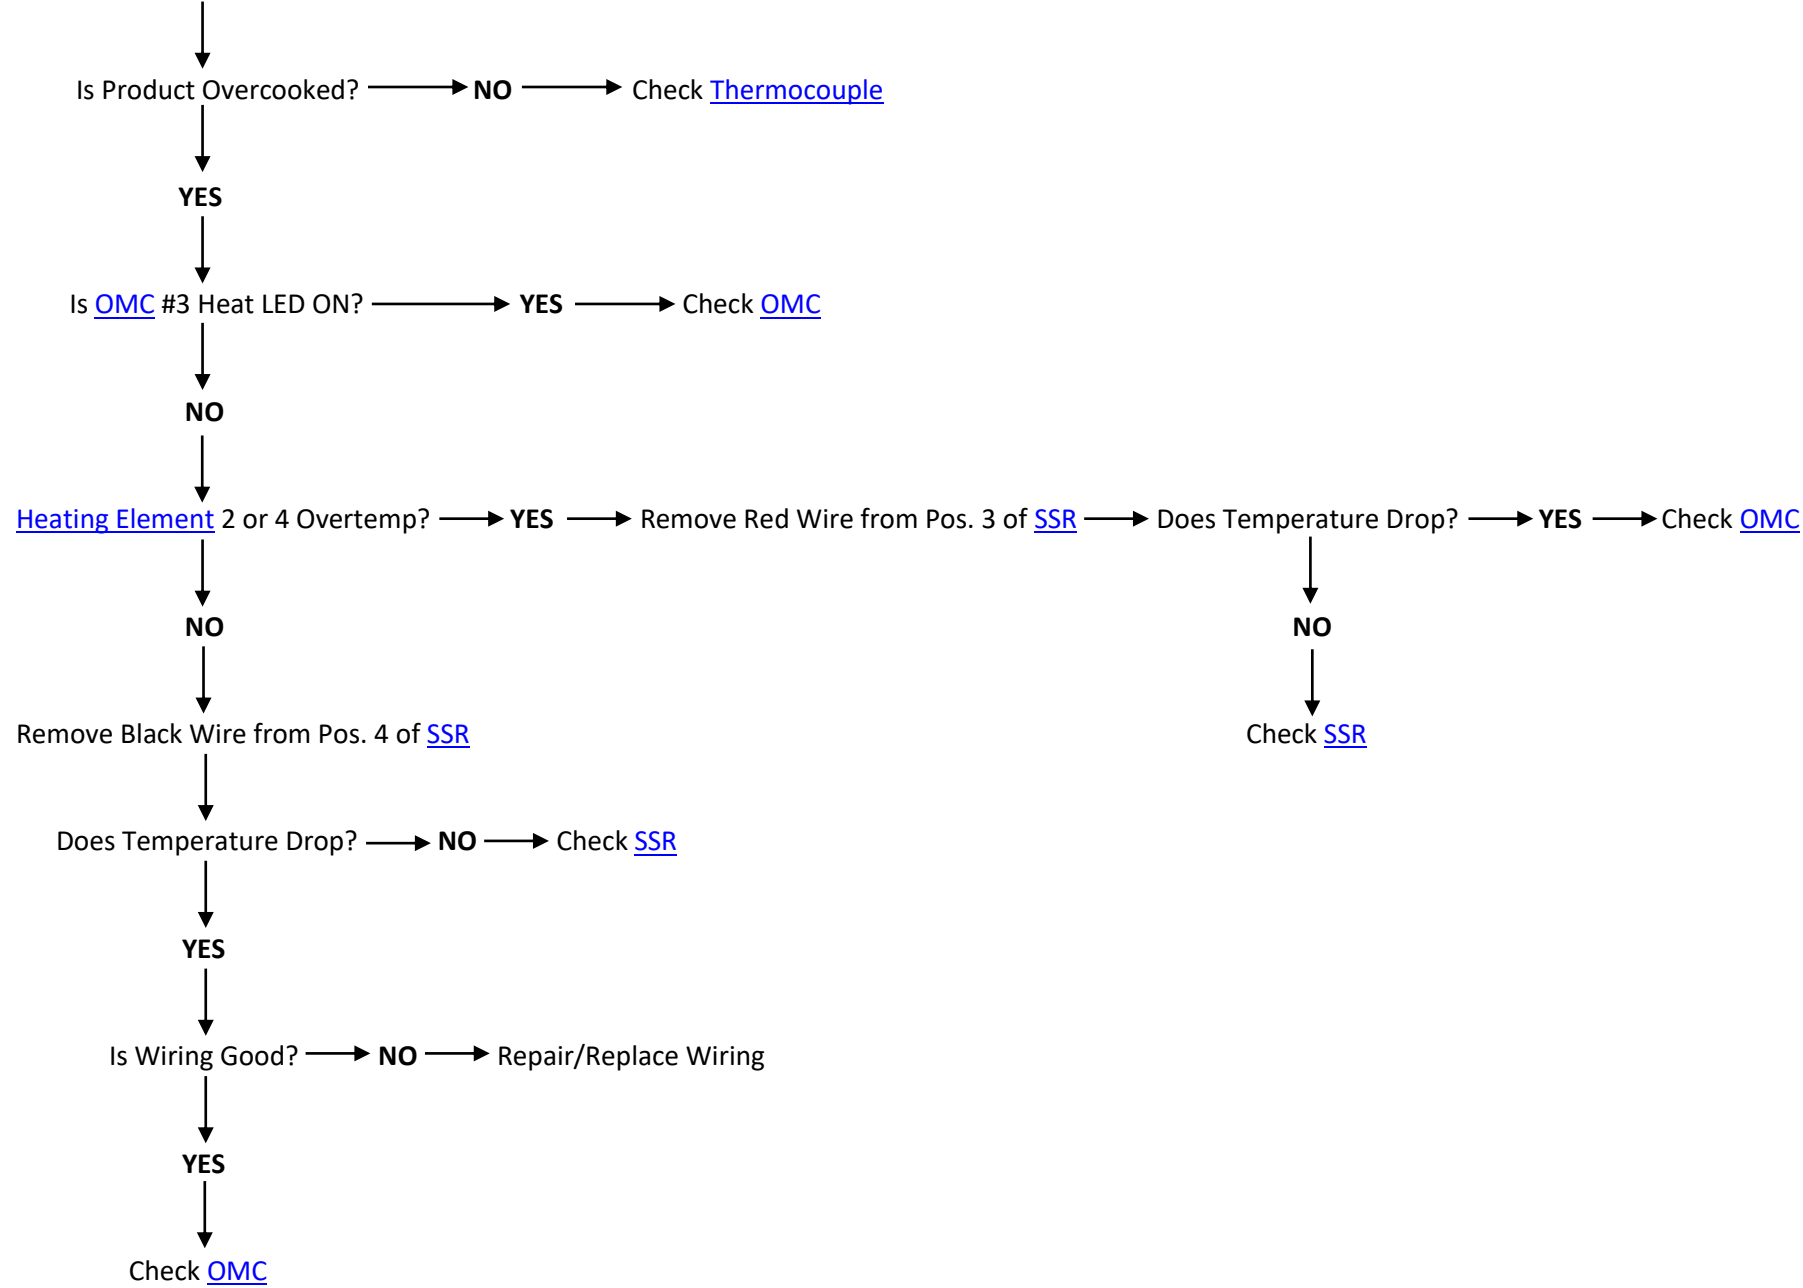 Is Product Overcooked? NO Check Thermocouple
YES
Is OMC #3 Heat LED ON? YES Check OMC
NO
Heating Element 2 or 4 Overtemp? YES Remove Red Wire from Pos. 3 of SSR Does Temperature Drop? YES Check OMC
NO NO
Remove Black Wire from Pos. 4 of SSR Check SSR
Does Temperature Drop? NO Check SSR
YES
Is Wiring Good? NO Repair/Replace Wiring
YES
Check OMC